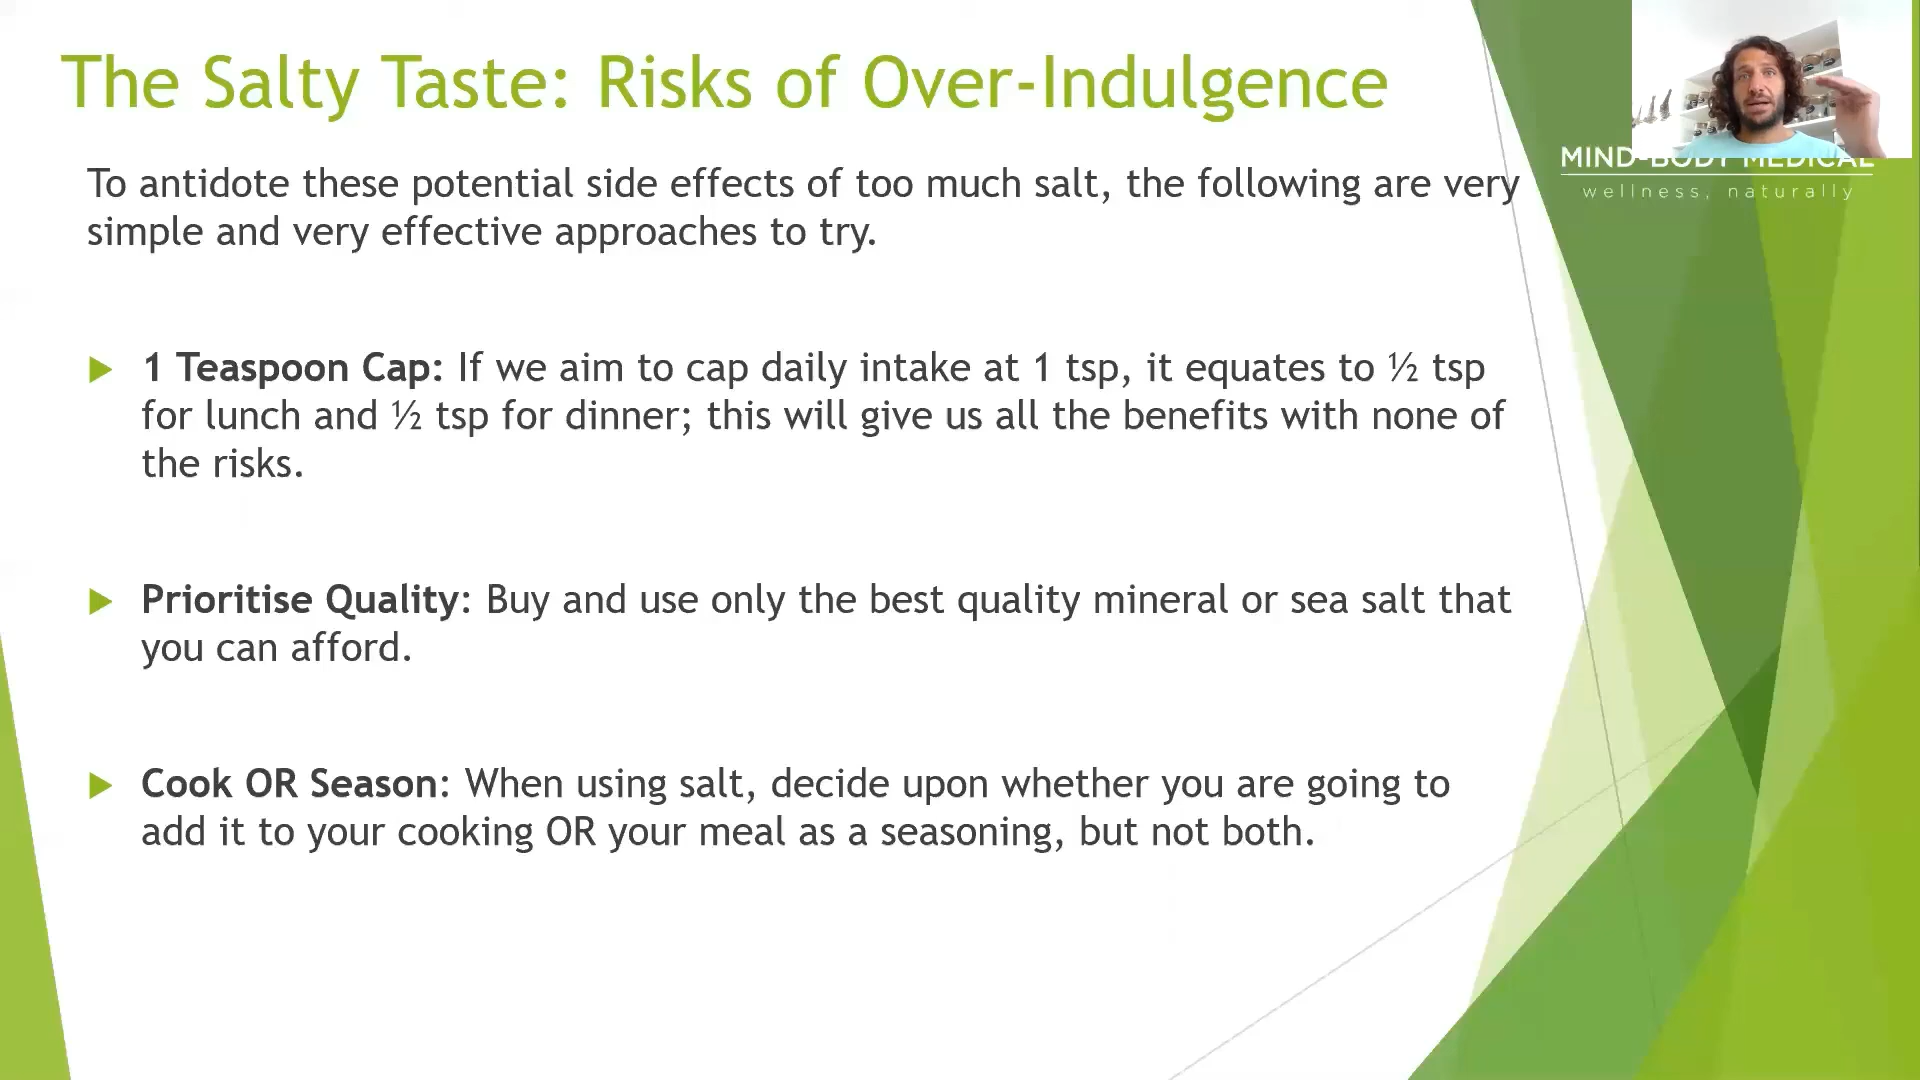 The Salty Taste: Risks of Over-Indulgence
To antidote these potential side effects of too much salt, the following are very
simple and very effective approaches to try.
1 Teaspoon Cap: If we aim to cap daily intake at 1 tsp, it equates to ½ tsp
for lunch and ½ tsp for dinner; this will give us all the benefits with none of
the risks.
Prioritise Quality: Buy and use only the best quality mineral or sea salt that
you can afford.
Cook OR Season: When using salt, decide upon whether you are going to
add it to your cooking OR your meal as a seasoning, but not both.
MIND-BODY MEDICAL
wellness, naturally